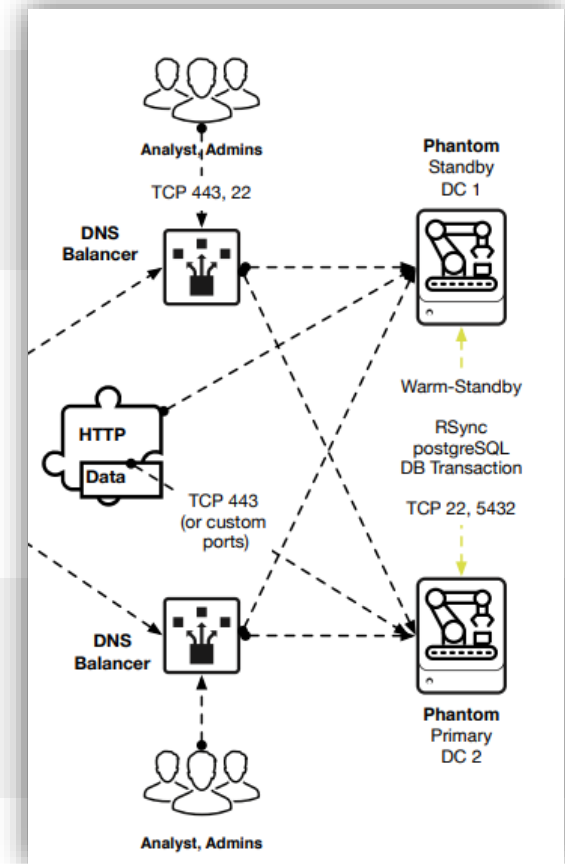 Analyst, Admins
TCP 443, 22
DNS
Balancer
Phantom
Standby
DC 1
HTTP
Data
TCP 443
(or custom
ports)
Warm-Standby
RSync
postgreSQL
DB Transaction
TCP 22, 5432
DNS
Balancer
Phantom
Primary
DC 2
Analyst, Admins